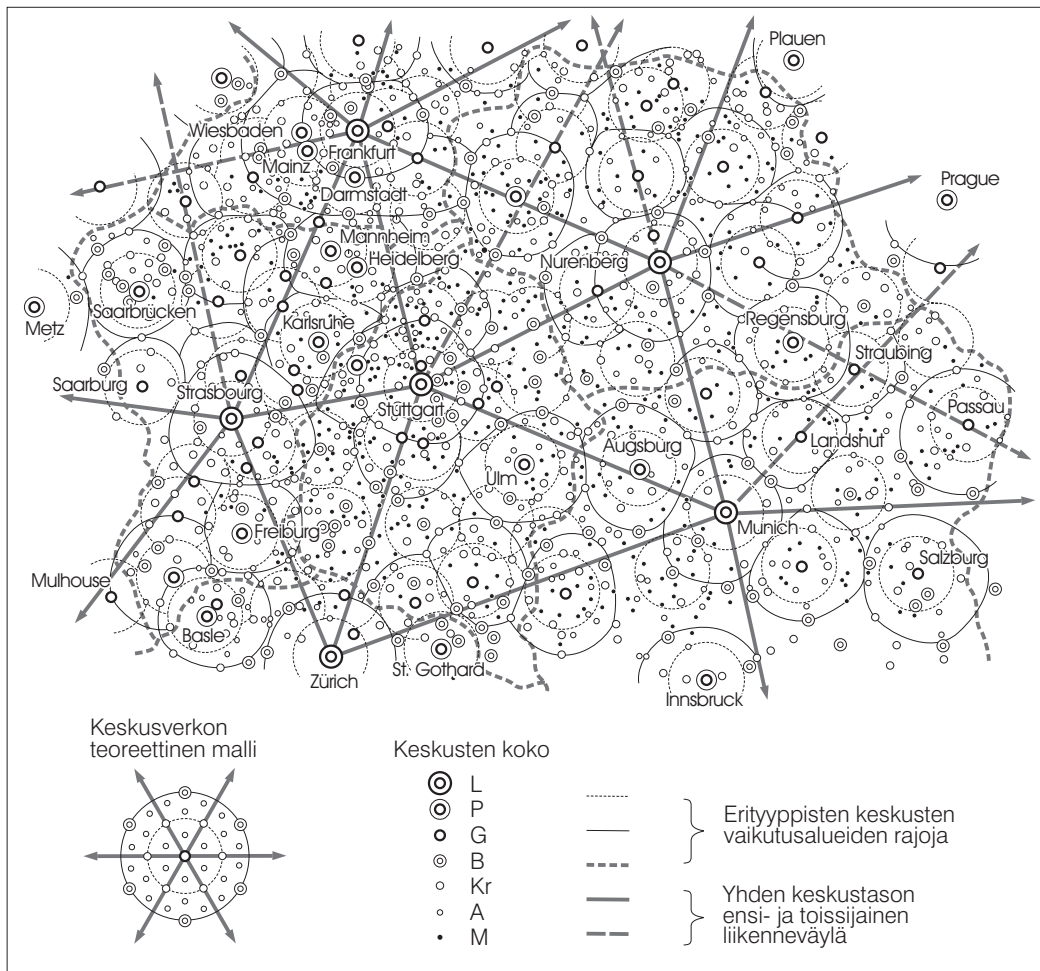 Plauen
Wiesbaden
Frankfurt
Mainz
Darmstadt
Prague
Mannheim
Heidelberg
Nurenberg
Saarbrücken
Metz
Karlsruhe
Regensburg
Straubing
Saarburg
Strasbourg
Stuttgart
Passau
Landshut
Augsburg
Ulm
Munich
Freiburg
Mulhouse
Salzburg
Basle
St. Gothard
Zürich
Innsbruck
Keskusverkon
teoreettinen malli
Keskusten koko
L
P
G
B
Kr
A
M
Erityyppisten keskusten
vaikutusalueiden rajoja
Yhden keskustason
ensi- ja toissijainen
liikenneväylä